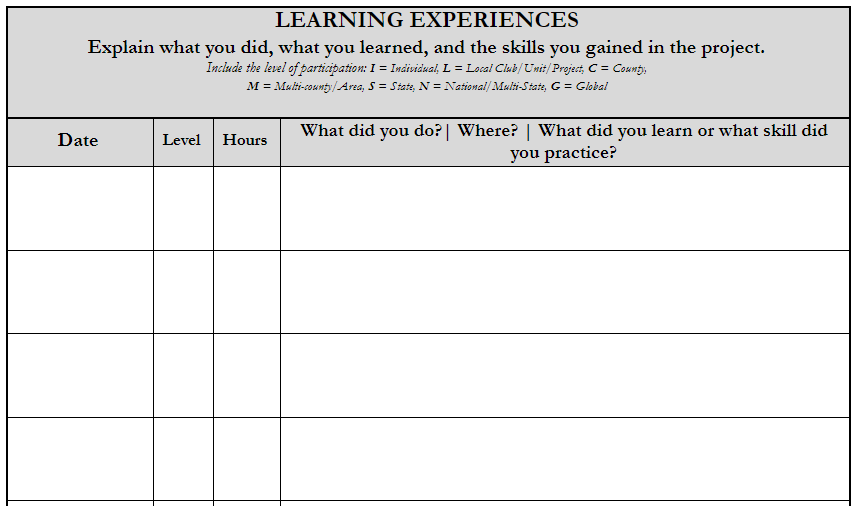 LEARNING EXPERIENCES
Explain what you did, what you learned, and the skills you gained in the project.
Include the level of participation: I = Individual, L = Local Club/Unit/Project, C = County,
M = Multi-county/Area, S = State, N = National/Multi-State, G = Global
Date
Level
Hours
What did you do?| Where? | What did you learn or what skill did
you practice?